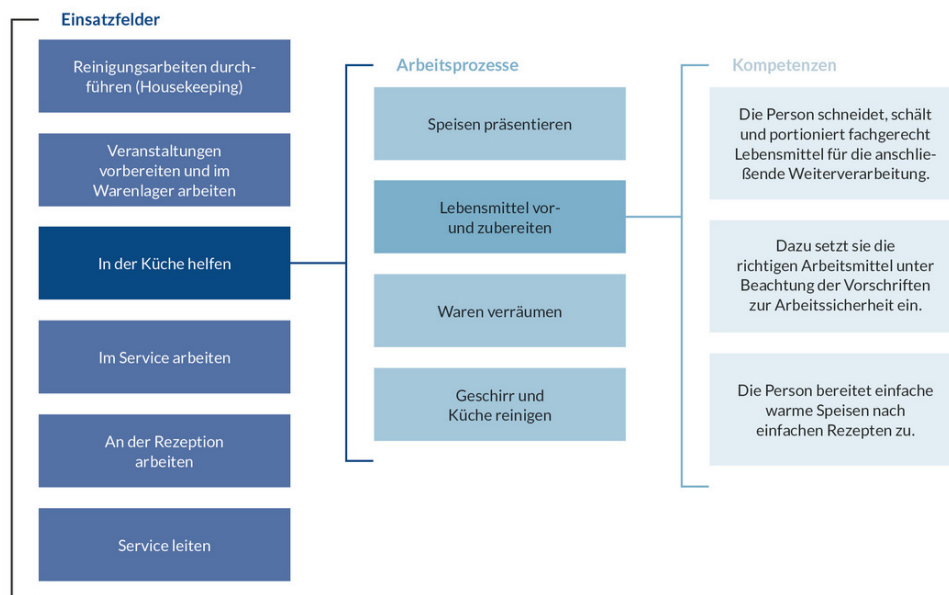 Einsatzfelder
Reinigungsarbeiten durch-
führen (Housekeeping)
Veranstaltungen
vorbereiten und im
Warenlager arbeiten
In der Küche helfen
Im Service arbeiten
An der Rezeption
arbeiten
Service leiten
Arbeitsprozesse
Speisen präsentieren
Lebensmittel vor-
und zubereiten
Waren verräumen
Geschirr und
Küche reinigen
Kompetenzen
Die Person schneidet, schält
und portioniert fachgerecht
Lebensmittel für die anschlie-
ßende Weiterverarbeitung.
Dazu setzt sie die
richtigen Arbeitsmittel unter
Beachtung der Vorschriften
zur Arbeitssicherheit ein.
Die Person bereitet einfache
warme Speisen nach
einfachen Rezepten zu.